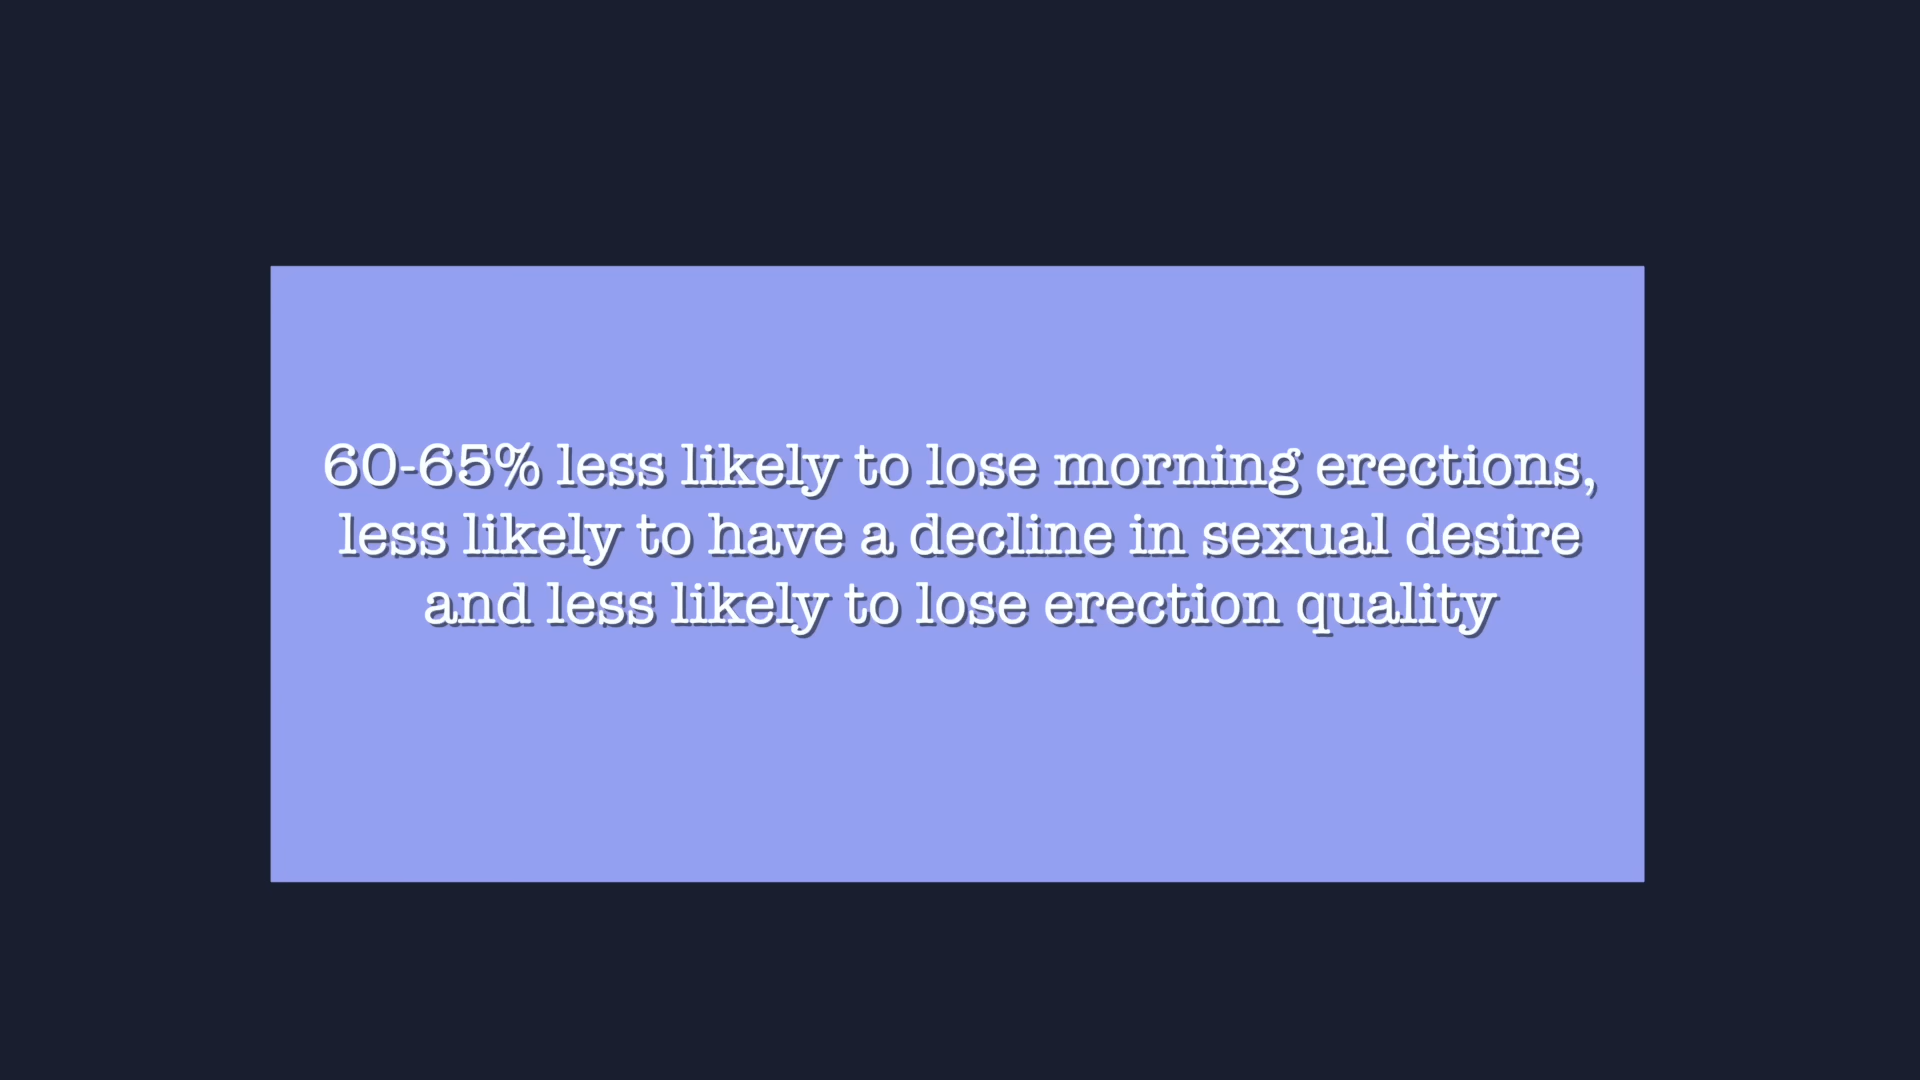 60-65% less likely to lose morning erections,
less likely to have a decline in sexual desire
and less likely to lose erection quality